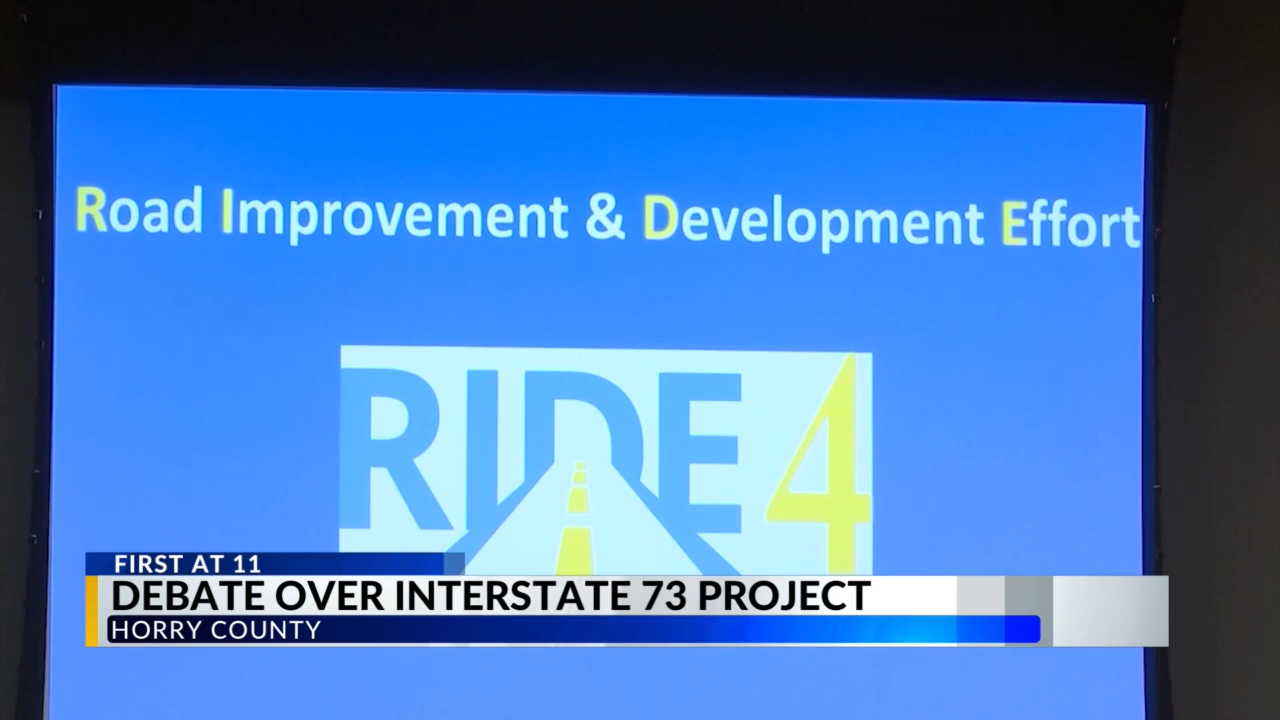 Road Improvement & Development Effort
RIDE 4
FIRST AT 11
DEBATE OVER INTERSTATE 73 PROJECT
HORRY COUNTY